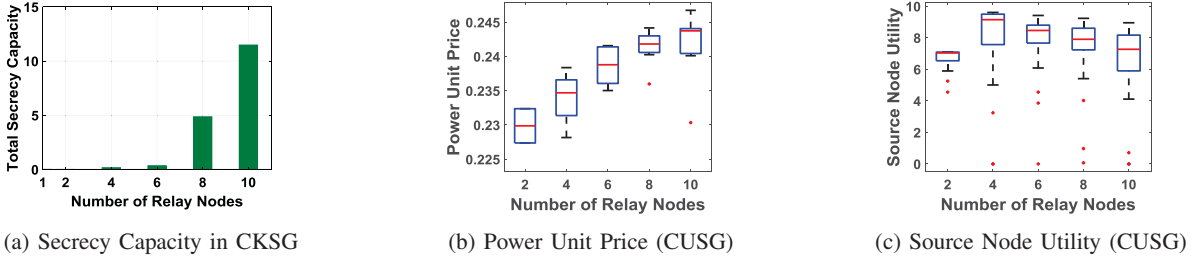 15
10
5
0
1 2 4 6 8 10
Total Secrecy Capacity
Number of Relay Nodes
(a) Secrecy Capacity in CKSG
0.245
0.24
0.235
0.23
0.225
2 4 6 8 10
Power Unit Price
Number of Relay Nodes
(b) Power Unit Price (CUSG)
10
8
6
4
2
0
2 4 6 8 10
Source Node Utility
Number of Relay Nodes
(c) Source Node Utility (CUSG)